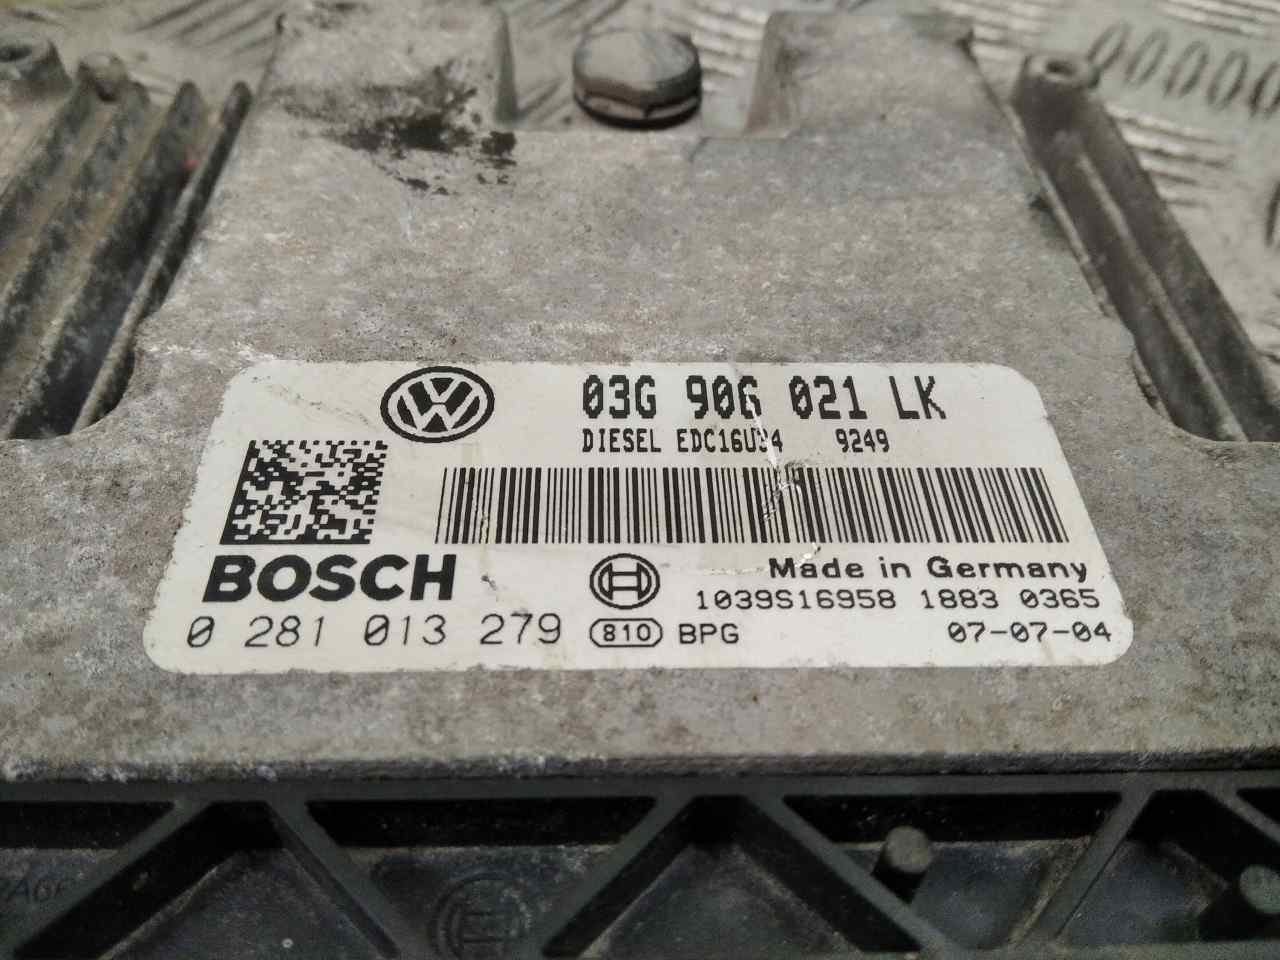 03G 906 021 LK
DIESEL EDC16U34 9249
BOSCH
Made in Germany
1039S16958 1883 0365
0 281 013 279 810 BPG 07-07-04